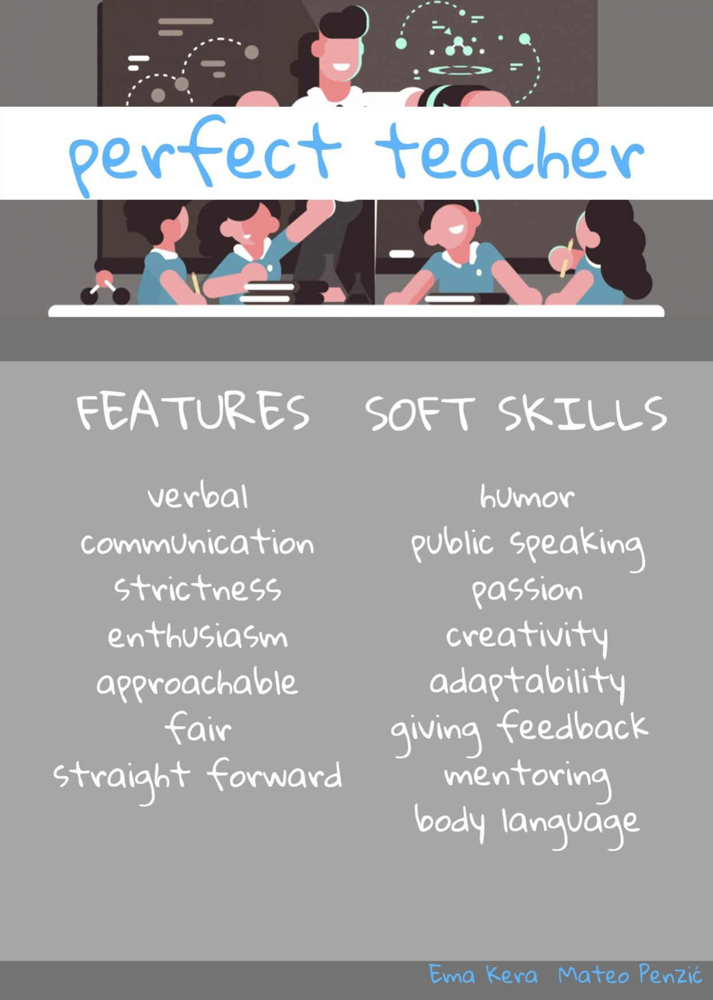 perfect teacher
FEATURES
verbal
communication
strictness
enthusiasm
approachable
fair
straight forward
SOFT SKILLS
humor
public speaking
passion
creativity
adaptability
giving feedback
mentoring
body language
Ema Kera Mateo Penzić